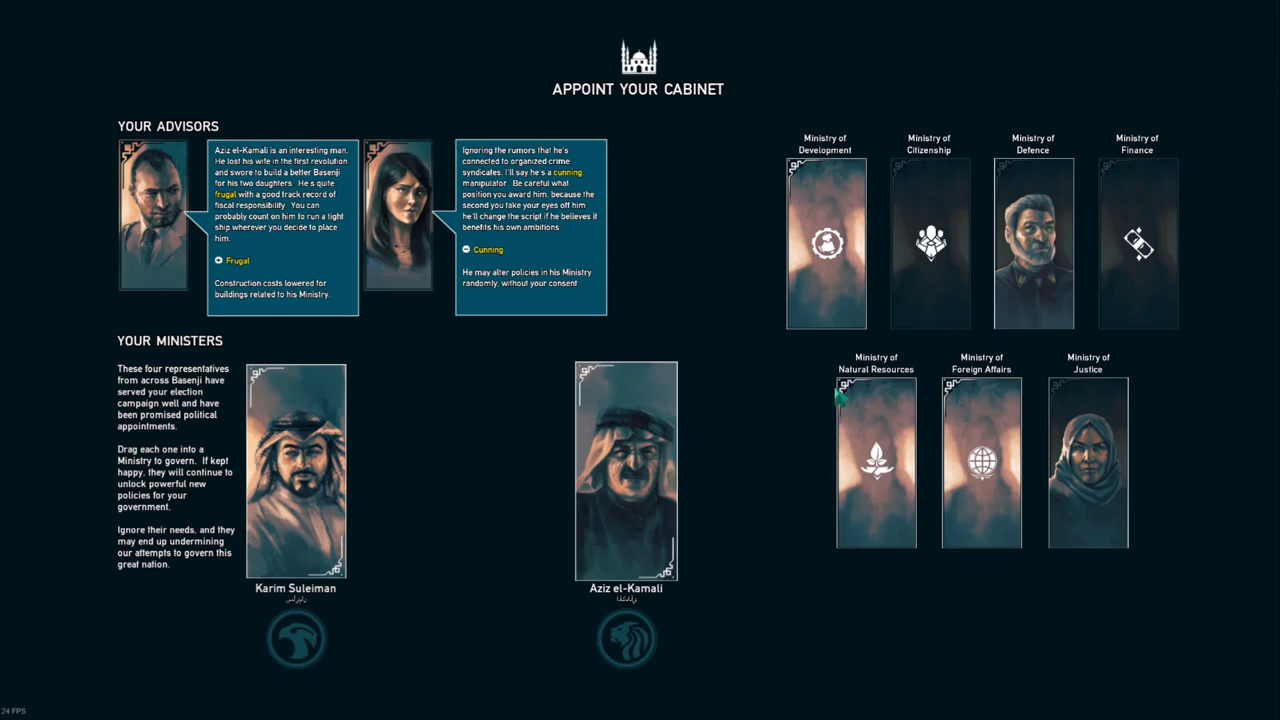 APPOINT YOUR CABINET
YOUR ADVISORS
Aziz el-Kamali is an interesting man.
He lost his wife in the first revolution
and swore to build a better Basenji
for his two daughters. He's quite
frugal with a good track record of
fiscal responsibility. You can
probably count on him to run a tight
ship wherever you decide to place
him.
Frugal
Construction costs lowered for
buildings related to his Ministry.
Ignoring the rumors that he's
connected to organized crime
syndicates, I'll say he's a cunning
manipulator. Be careful what
position you award him, because the
second you take your eyes off him,
he'll change the script if he believes it
benefits his own ambitions.
Cunning
He may alter policies in his Ministry
randomly, without your consent
Ministry of
Development
Ministry of
Citizenship
Ministry of
Defence
Ministry of
Finance
YOUR MINISTERS
These four representatives
from across Basenji have
served your election
campaign well and have
been promised political
appointments.
Drag each one into a
Ministry to govern. If kept
happy, they will continue to
unlock powerful new
policies for your
government.
Ignore their needs, and they
may end up undermining
our attempts to govern this
great nation.
Karim Suleiman
Aziz el-Kamali
Ministry of
Natural Resources
Ministry of
Foreign Affairs
Ministry of
Justice
24 FPS